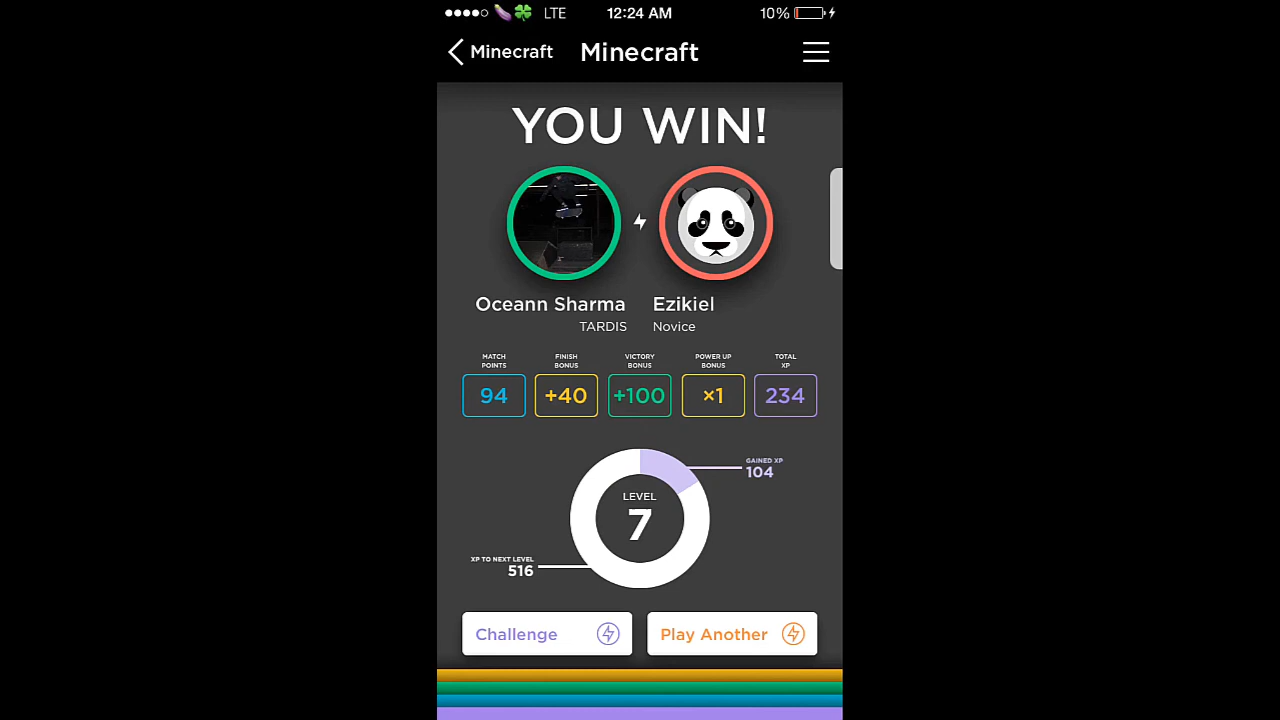 LTE 12:24 AM 10%
Minecraft Minecraft
YOU WIN!
Oceann Sharma Ezikiel
TARDIS Novice
MATCH POINTS FINISH BONUS VICTORY BONUS POWER UP BONUS TOTAL XP
94 +40 +100 ×1 234
GAINED XP
104
LEVEL
7
XP TO NEXT LEVEL
516
Challenge Play Another